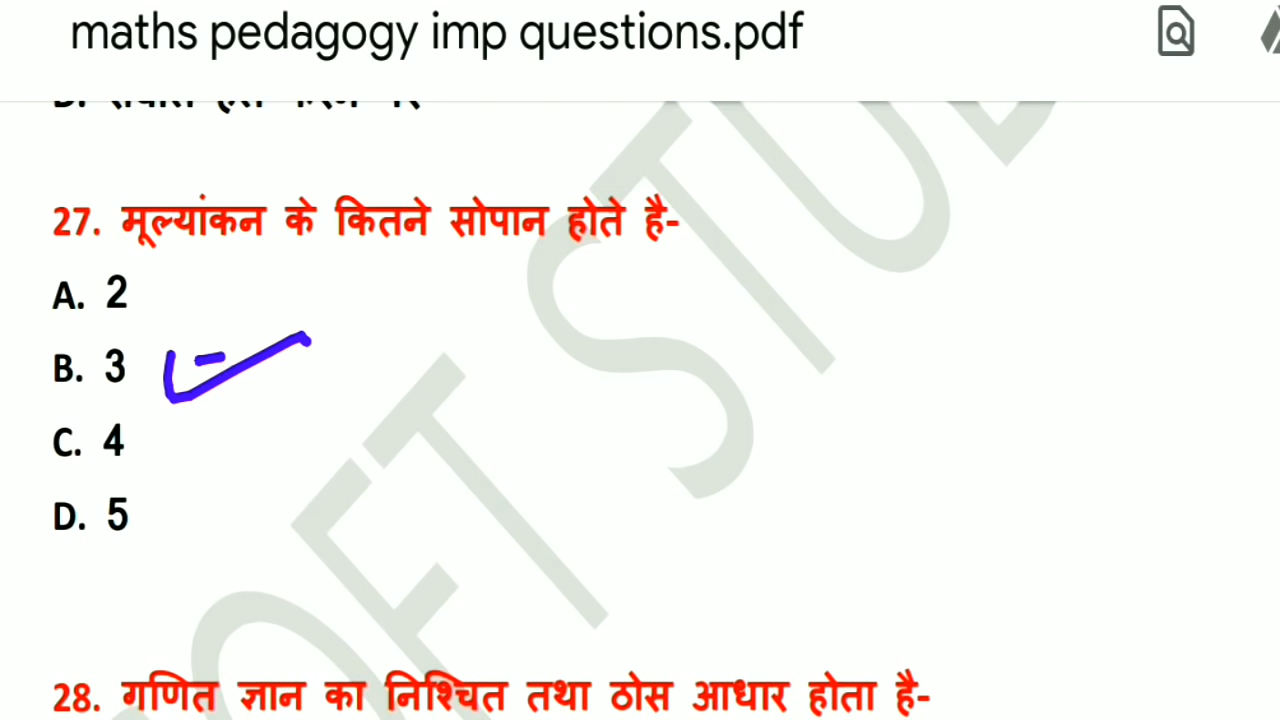 maths pedagogy imp questions.pdf
27. मूल्यांकन के कितने सोपान होते है-
A. 2
B. 3
C. 4
D. 5
28. गणित ज्ञान का निश्चित तथा ठोस आधार होता है-